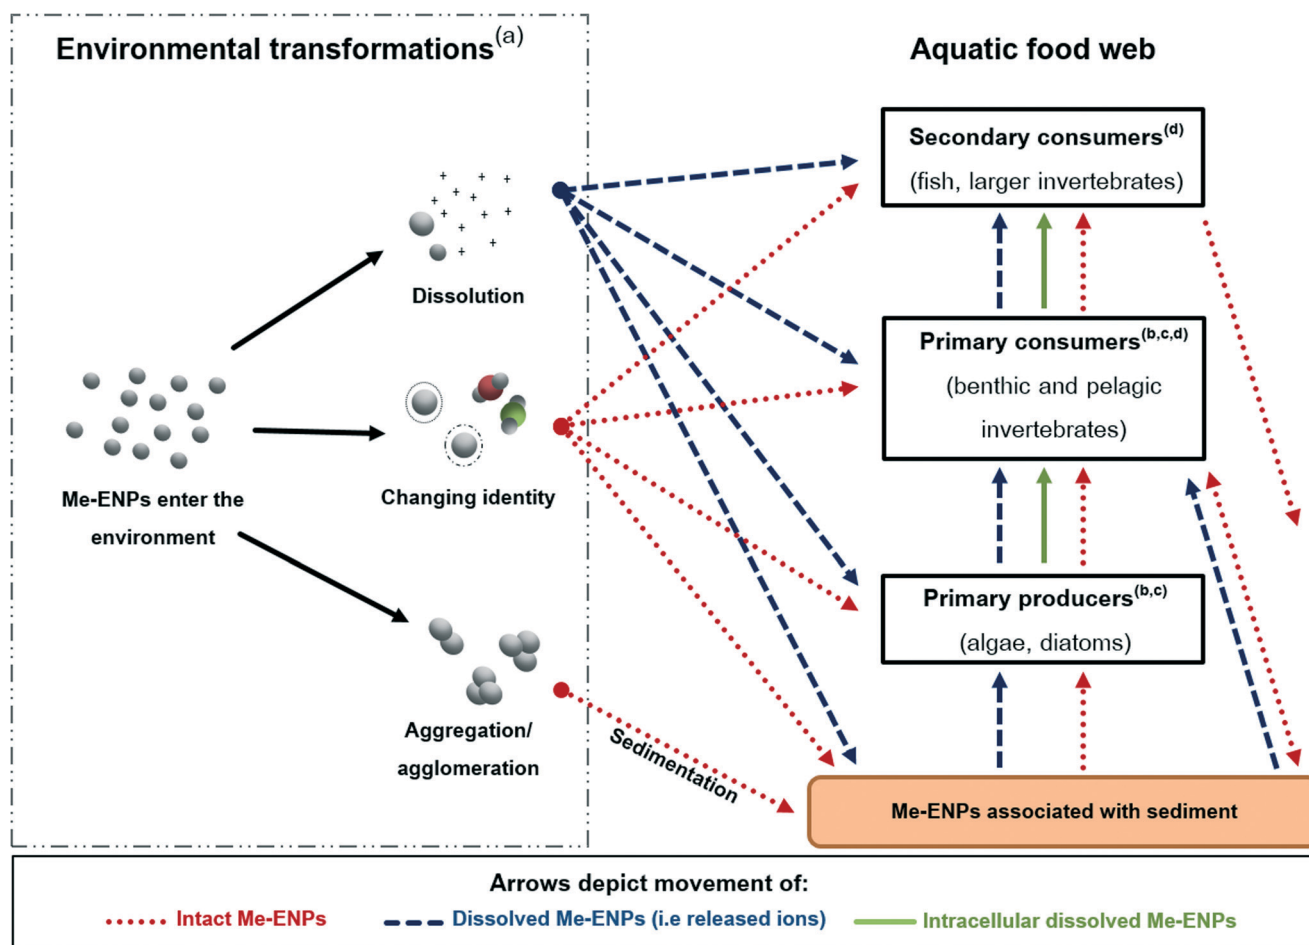 Environmental transformations(a)
Aquatic food web
Secondary consumers(d)
(fish, larger invertebrates)
+ + + + + + + + + + +
Dissolution
Primary consumers(b,c,d)
(benthic and pelagic
invertebrates)
Me-ENPs enter the
environment
Changing identity
Primary producers(b,c)
(algae, diatoms)
Aggregation/
agglomeration
Sedimentation
Me-ENPs associated with sediment
Arrows depict movement of:
Intact Me-ENPs
Dissolved Me-ENPs (i.e released ions)
Intracellular dissolved Me-ENPs